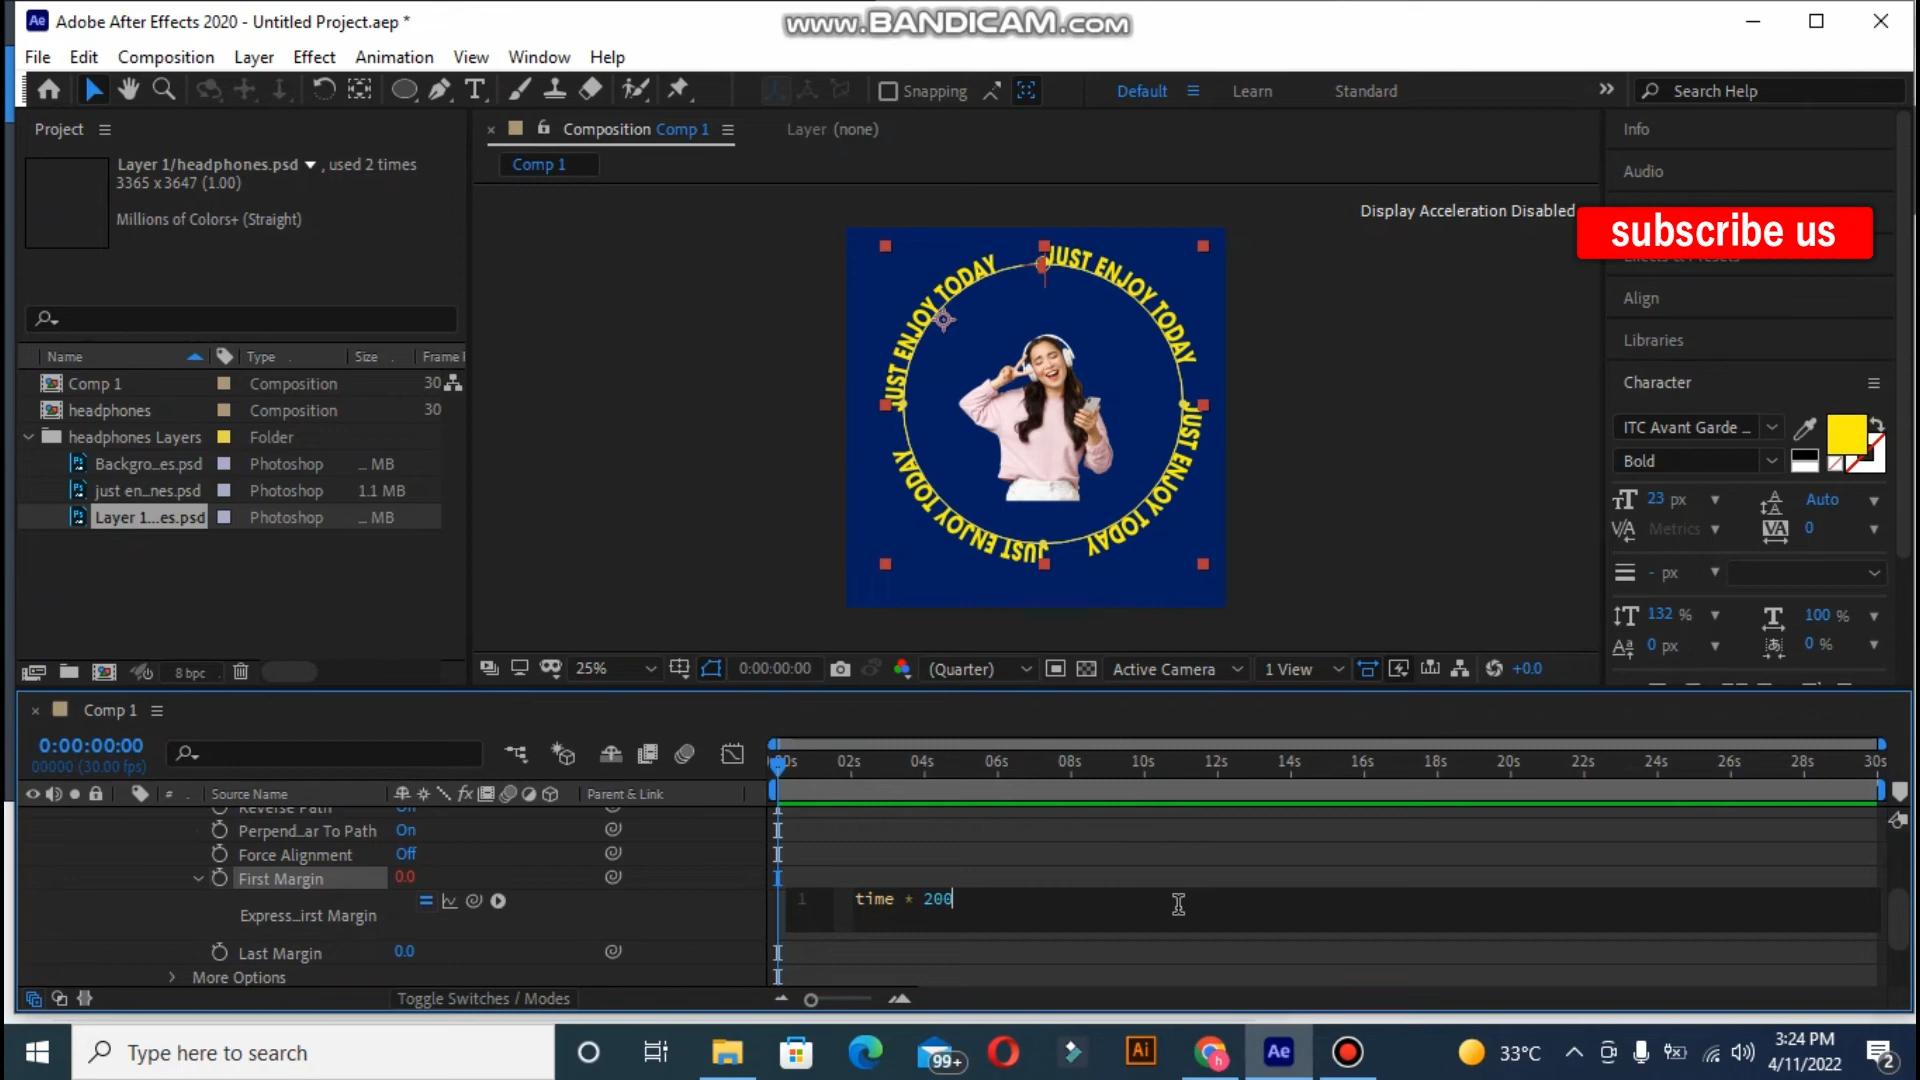 Adobe After Effects 2020 - Untitled Project.aep *
www.BANDICAM.com
File Edit Composition Layer Effect Animation View Window Help
Snapping
Default
Learn
Standard
Search Help
Project
Layer 1/headphones.psd , used 2 times
3365 x 3647 (1.00)
Millions of Colors+ (Straight)
Composition Comp 1
Layer (none)
Comp 1
Display Acceleration Disabled
JUST ENJOY TODAY
JUST ENJOY TODAY
JUST ENJOY TODAY
JUST ENJOY TODAY
Info
Audio
subscribe us
Align
Libraries
Character
ITC Avant Garde ...
Bold
23 px
Auto
Metrics
0
- px
132 %
100 %
0 px
0 %
Name Type Size Frame
Comp 1 Composition 30
headphones Composition 30
headphones Layers Folder
Backgro...es.psd Photoshop ... MB
just en...nes.psd Photoshop 1.1 MB
Layer 1...es.psd Photoshop ... MB
8 bpc
25%
0:00:00:00
(Quarter)
Active Camera
1 View
+0.0
Comp 1
0:00:00:00
00000 (30.00 fps)
02s 04s 06s 08s 10s 12s 14s 16s 18s 20s 22s 24s 26s 28s 30s
# Source Name
Parent & Link
Reverse Path
Perpend...ar To Path On
Force Alignment Off
First Margin 0.0
Express...irst Margin
1 time * 200
Last Margin 0.0
More Options
Toggle Switches / Modes
Type here to search
99+
Ai
Ae
33°C
3:24 PM
4/11/2022
2